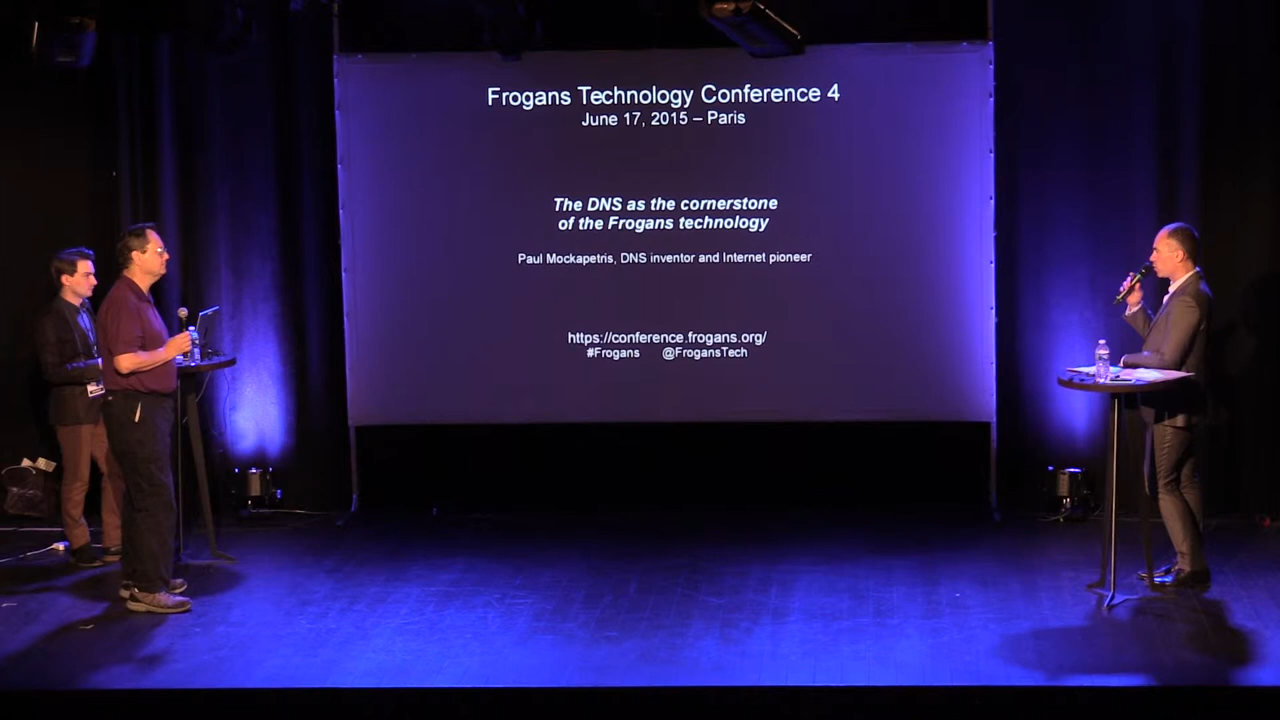 Frogans Technology Conference 4
June 17, 2015 – Paris
The DNS as the cornerstone
of the Frogans technology
Paul Mockapetris, DNS inventor and Internet pioneer
https://conference.frogans.org/
#Frogans @FrogansTech